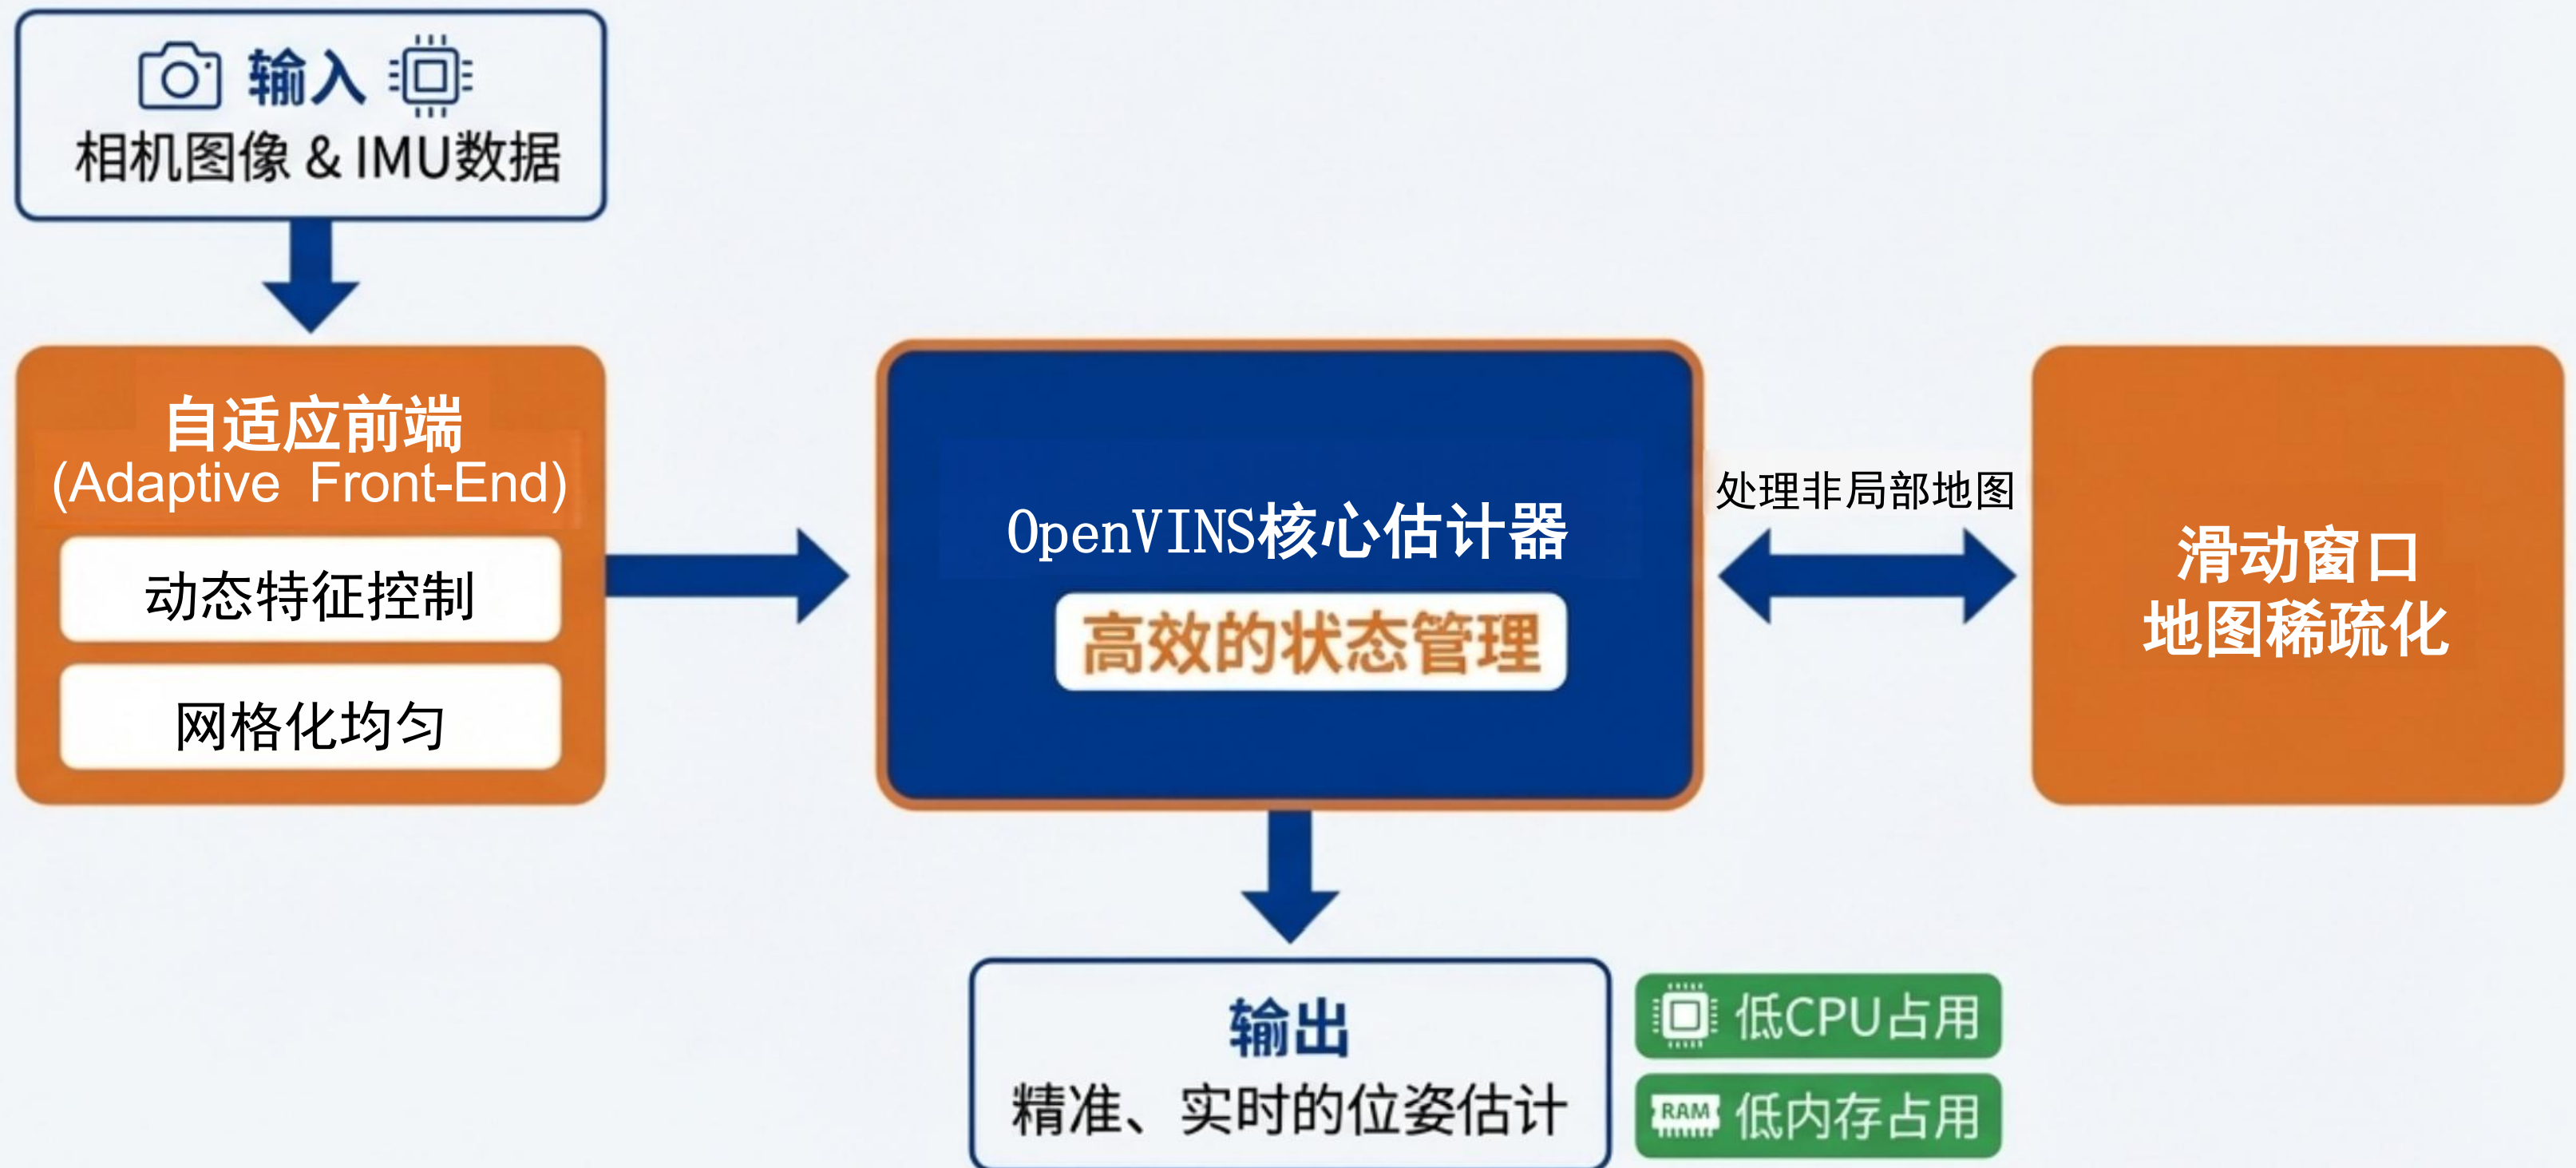 输入
相机图像 & IMU数据
自适应前端
(Adaptive Front-End)
动态特征控制
网格化均匀
OpenVINS核心估计器
高效的状态管理
处理非局部地图
滑动窗口
地图稀疏化
输出
精准、实时的位姿估计
低CPU占用
RAM 低内存占用